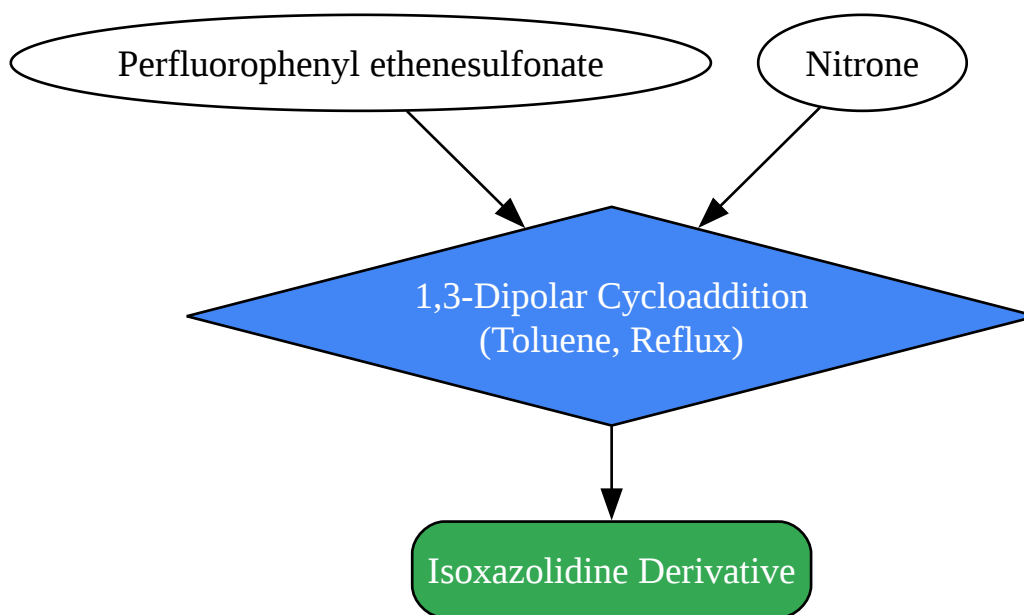 Perfluorophenyl ethenesulfonate
Nitrone
1,3-Dipolar Cycloaddition
(Toluene, Reflux)
Isoxazolidine Derivative